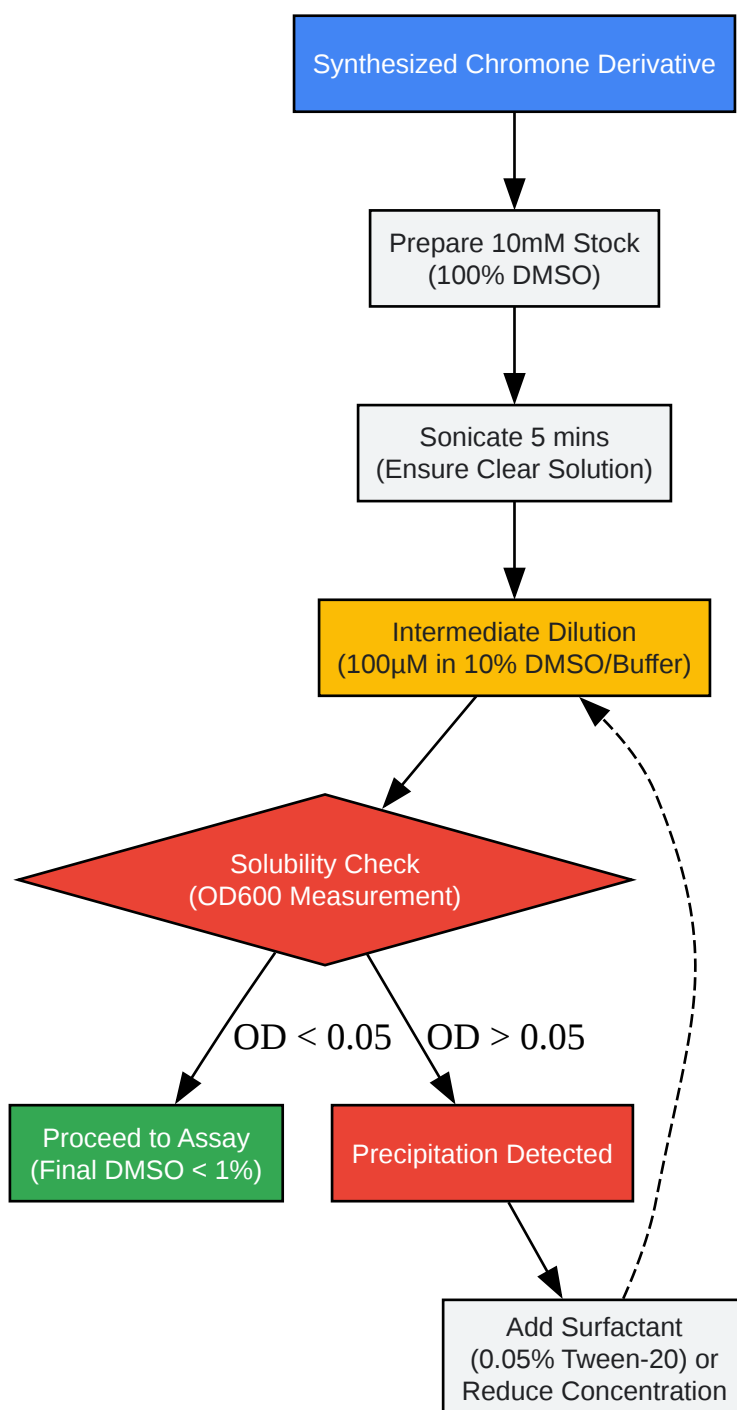 Synthesized Chromone Derivative
Prepare 10mM Stock
(100% DMSO)
Sonicate 5 mins
(Ensure Clear Solution)
Intermediate Dilution
(100µM in 10% DMSO/Buffer)
Solubility Check
(OD600 Measurement)
OD < 0.05
OD > 0.05
Proceed to Assay
(Final DMSO < 1%)
Precipitation Detected
Add Surfactant
(0.05% Tween-20) or
Reduce Concentration